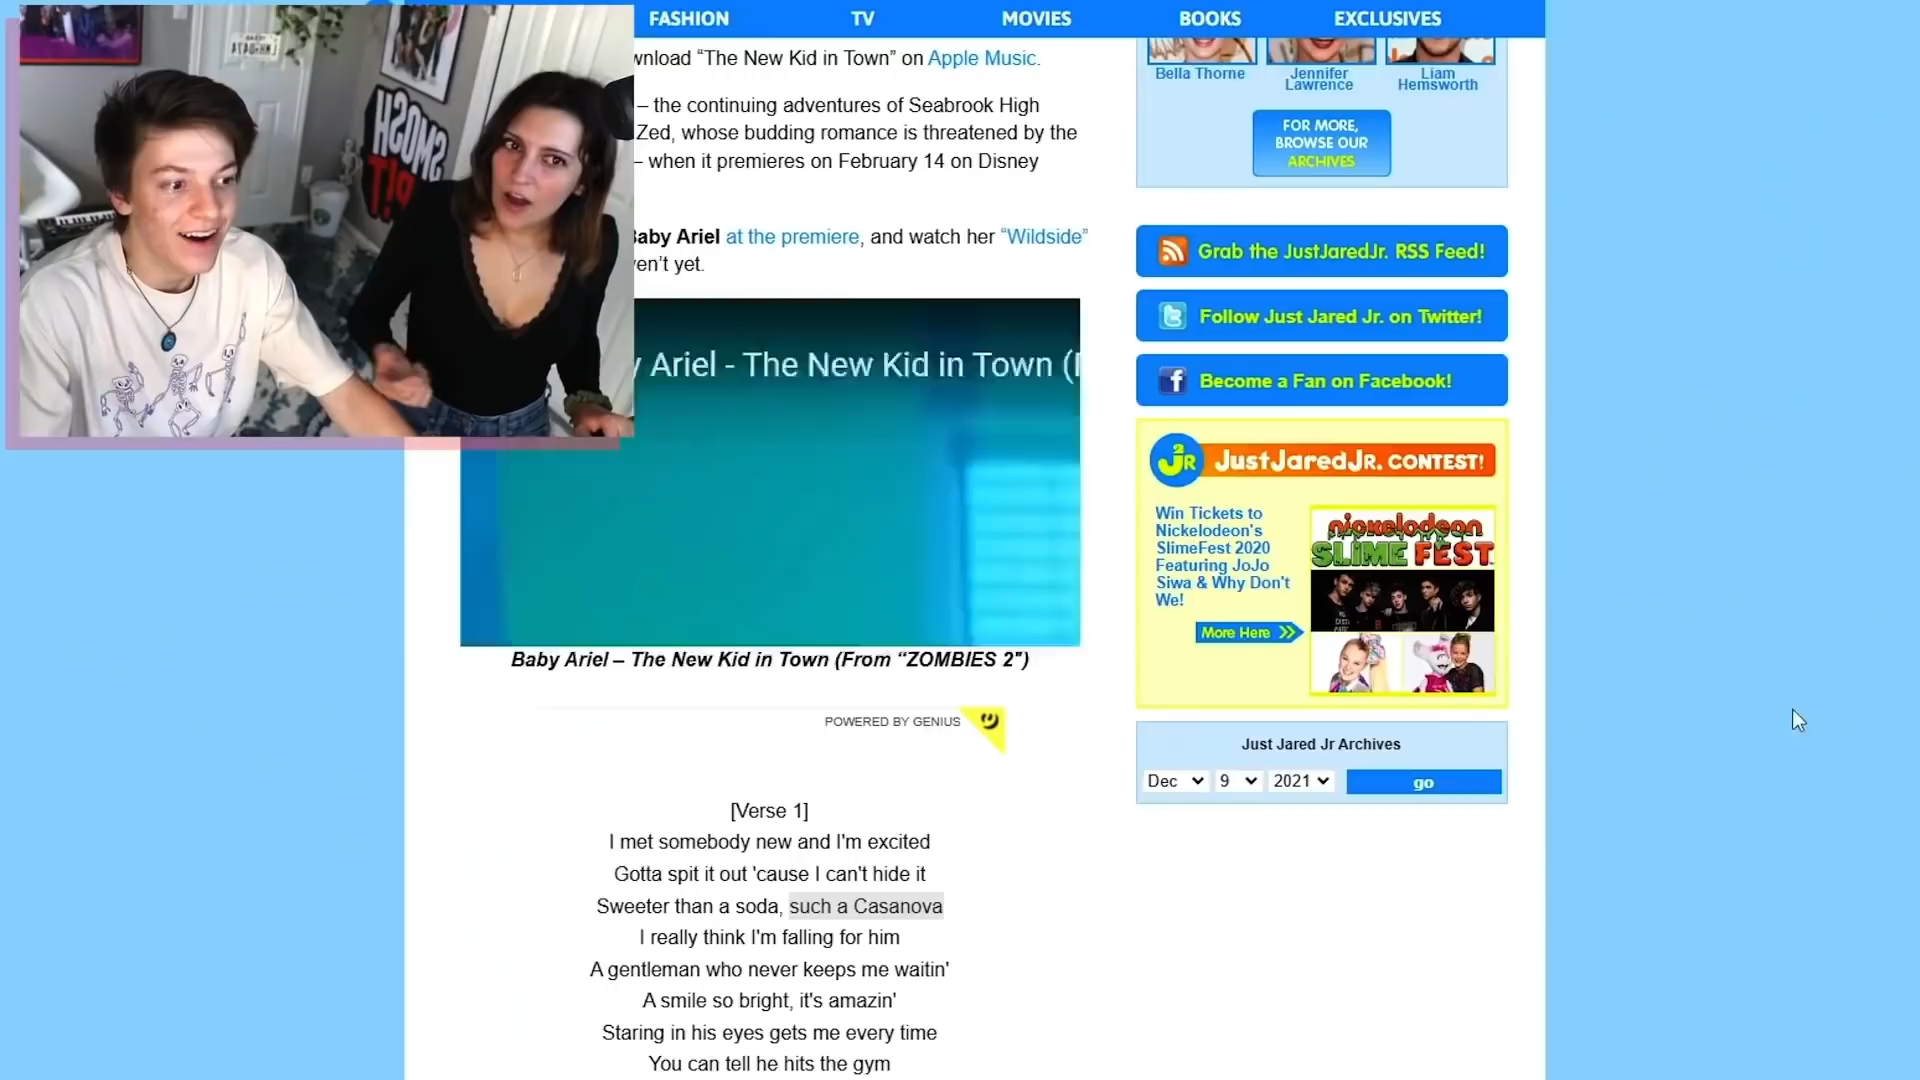 FASHION TV MOVIES BOOKS EXCLUSIVES
wnload “The New Kid in Town” on Apple Music.
– the continuing adventures of Seabrook High
Zed, whose budding romance is threatened by the
– when it premieres on February 14 on Disney
Baby Ariel at the premiere, and watch her “Wildside”
en’t yet.
y Ariel - The New Kid in Town (
Baby Ariel – The New Kid in Town (From “ZOMBIES 2″)
POWERED BY GENIUS
[Verse 1]
I met somebody new and I'm excited
Gotta spit it out 'cause I can't hide it
Sweeter than a soda, such a Casanova
I really think I'm falling for him
A gentleman who never keeps me waitin'
A smile so bright, it's amazin'
Staring in his eyes gets me every time
You can tell he hits the gym
Bella Thorne
Jennifer
Lawrence
Liam
Hemsworth
FOR MORE,
BROWSE OUR
ARCHIVES
Grab the JustJaredJr. RSS Feed!
Follow Just Jared Jr. on Twitter!
Become a Fan on Facebook!
JJR JustJaredJr. CONTEST!
Win Tickets to
Nickelodeon's
SlimeFest 2020
Featuring JoJo
Siwa & Why Don't
We!
More Here
nickelodeon
SLIME FEST
Just Jared Jr Archives
Dec 9 2021 go
SMOSH
PIT